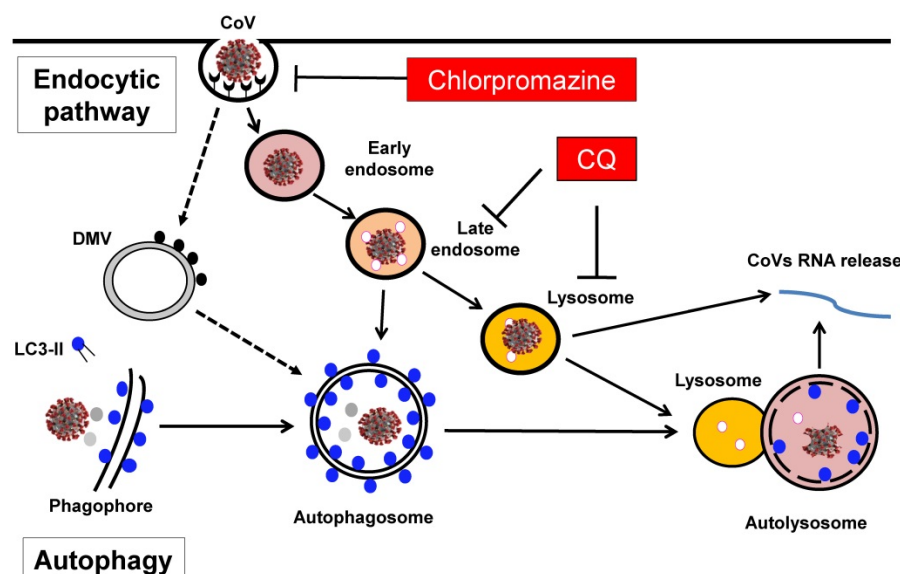 CoV
Endocytic
pathway
Chlorpromazine
Early
endosome
CQ
DMV
Late
endosome
CoVs RNA release
Lysosome
LC3-II
Lysosome
Phagophore
Autophagosome
Autolysosome
Autophagy